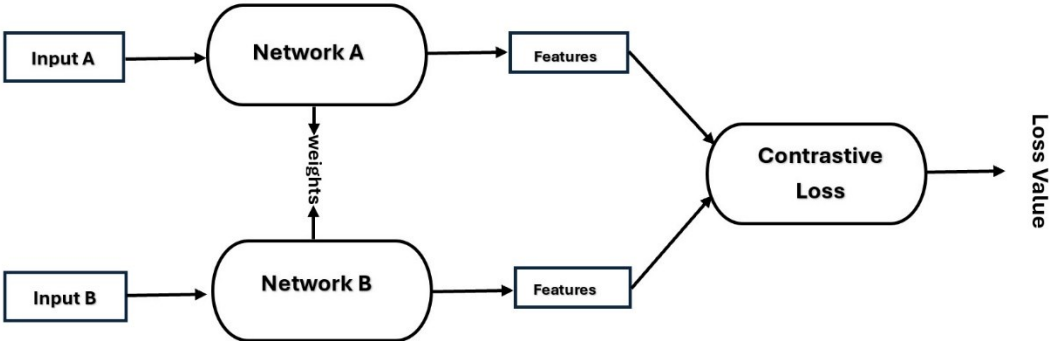 Input A
Network A
Features
weights
Contrastive
Loss
Loss Value
Input B
Network B
Features